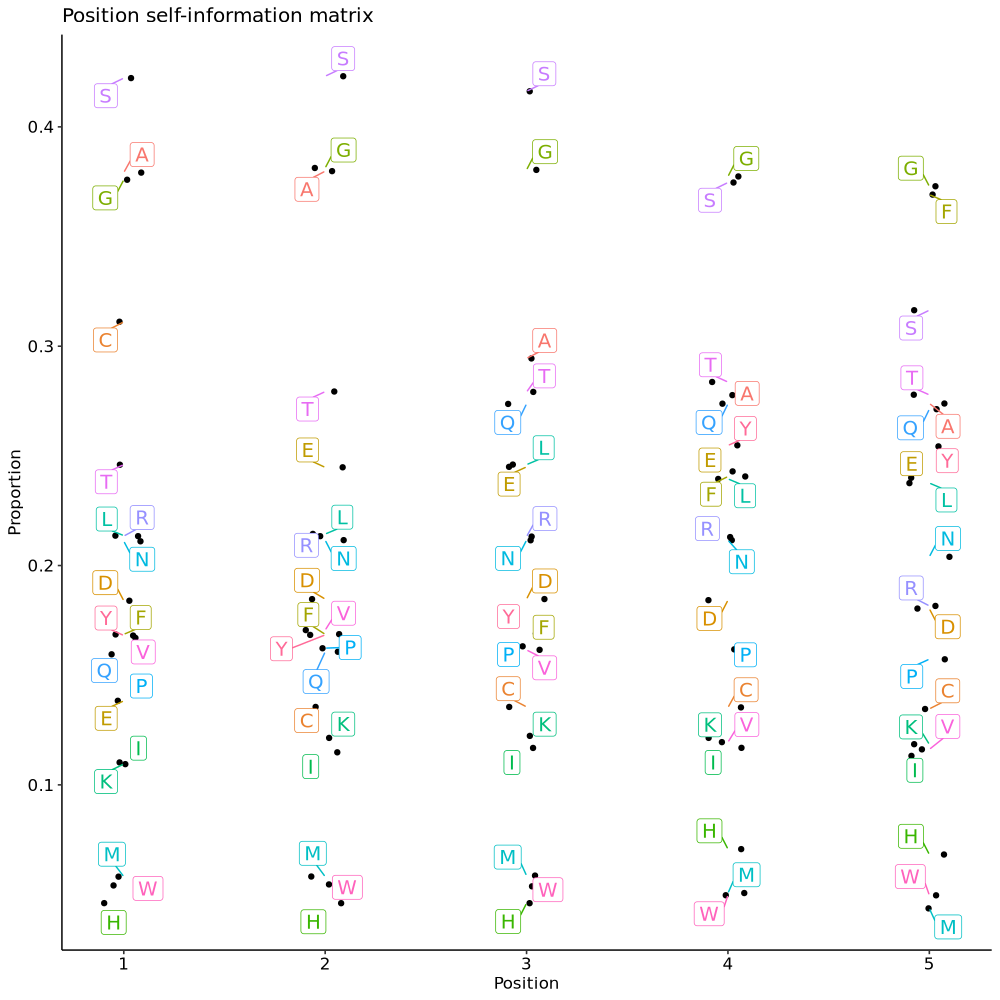 Position self-information matrix
Proportion
0.4
0.3
0.2
0.1
S
A
G
C
T
L
R
N
D
Y
F
V
Q
P
E
I
K
M
W
H
S
G
A
T
E
L
R
N
D
F
V
Y
P
Q
C
K
I
M
W
H
S
G
A
T
Q
L
E
R
N
D
Y
F
P
V
C
K
I
M
W
H
G
S
T
A
Q
Y
E
F
L
R
N
D
P
C
K
V
I
H
M
W
G
F
S
T
A
Q
Y
E
L
N
R
D
P
C
K
V
I
H
W
M
1 2 3 4 5
Position